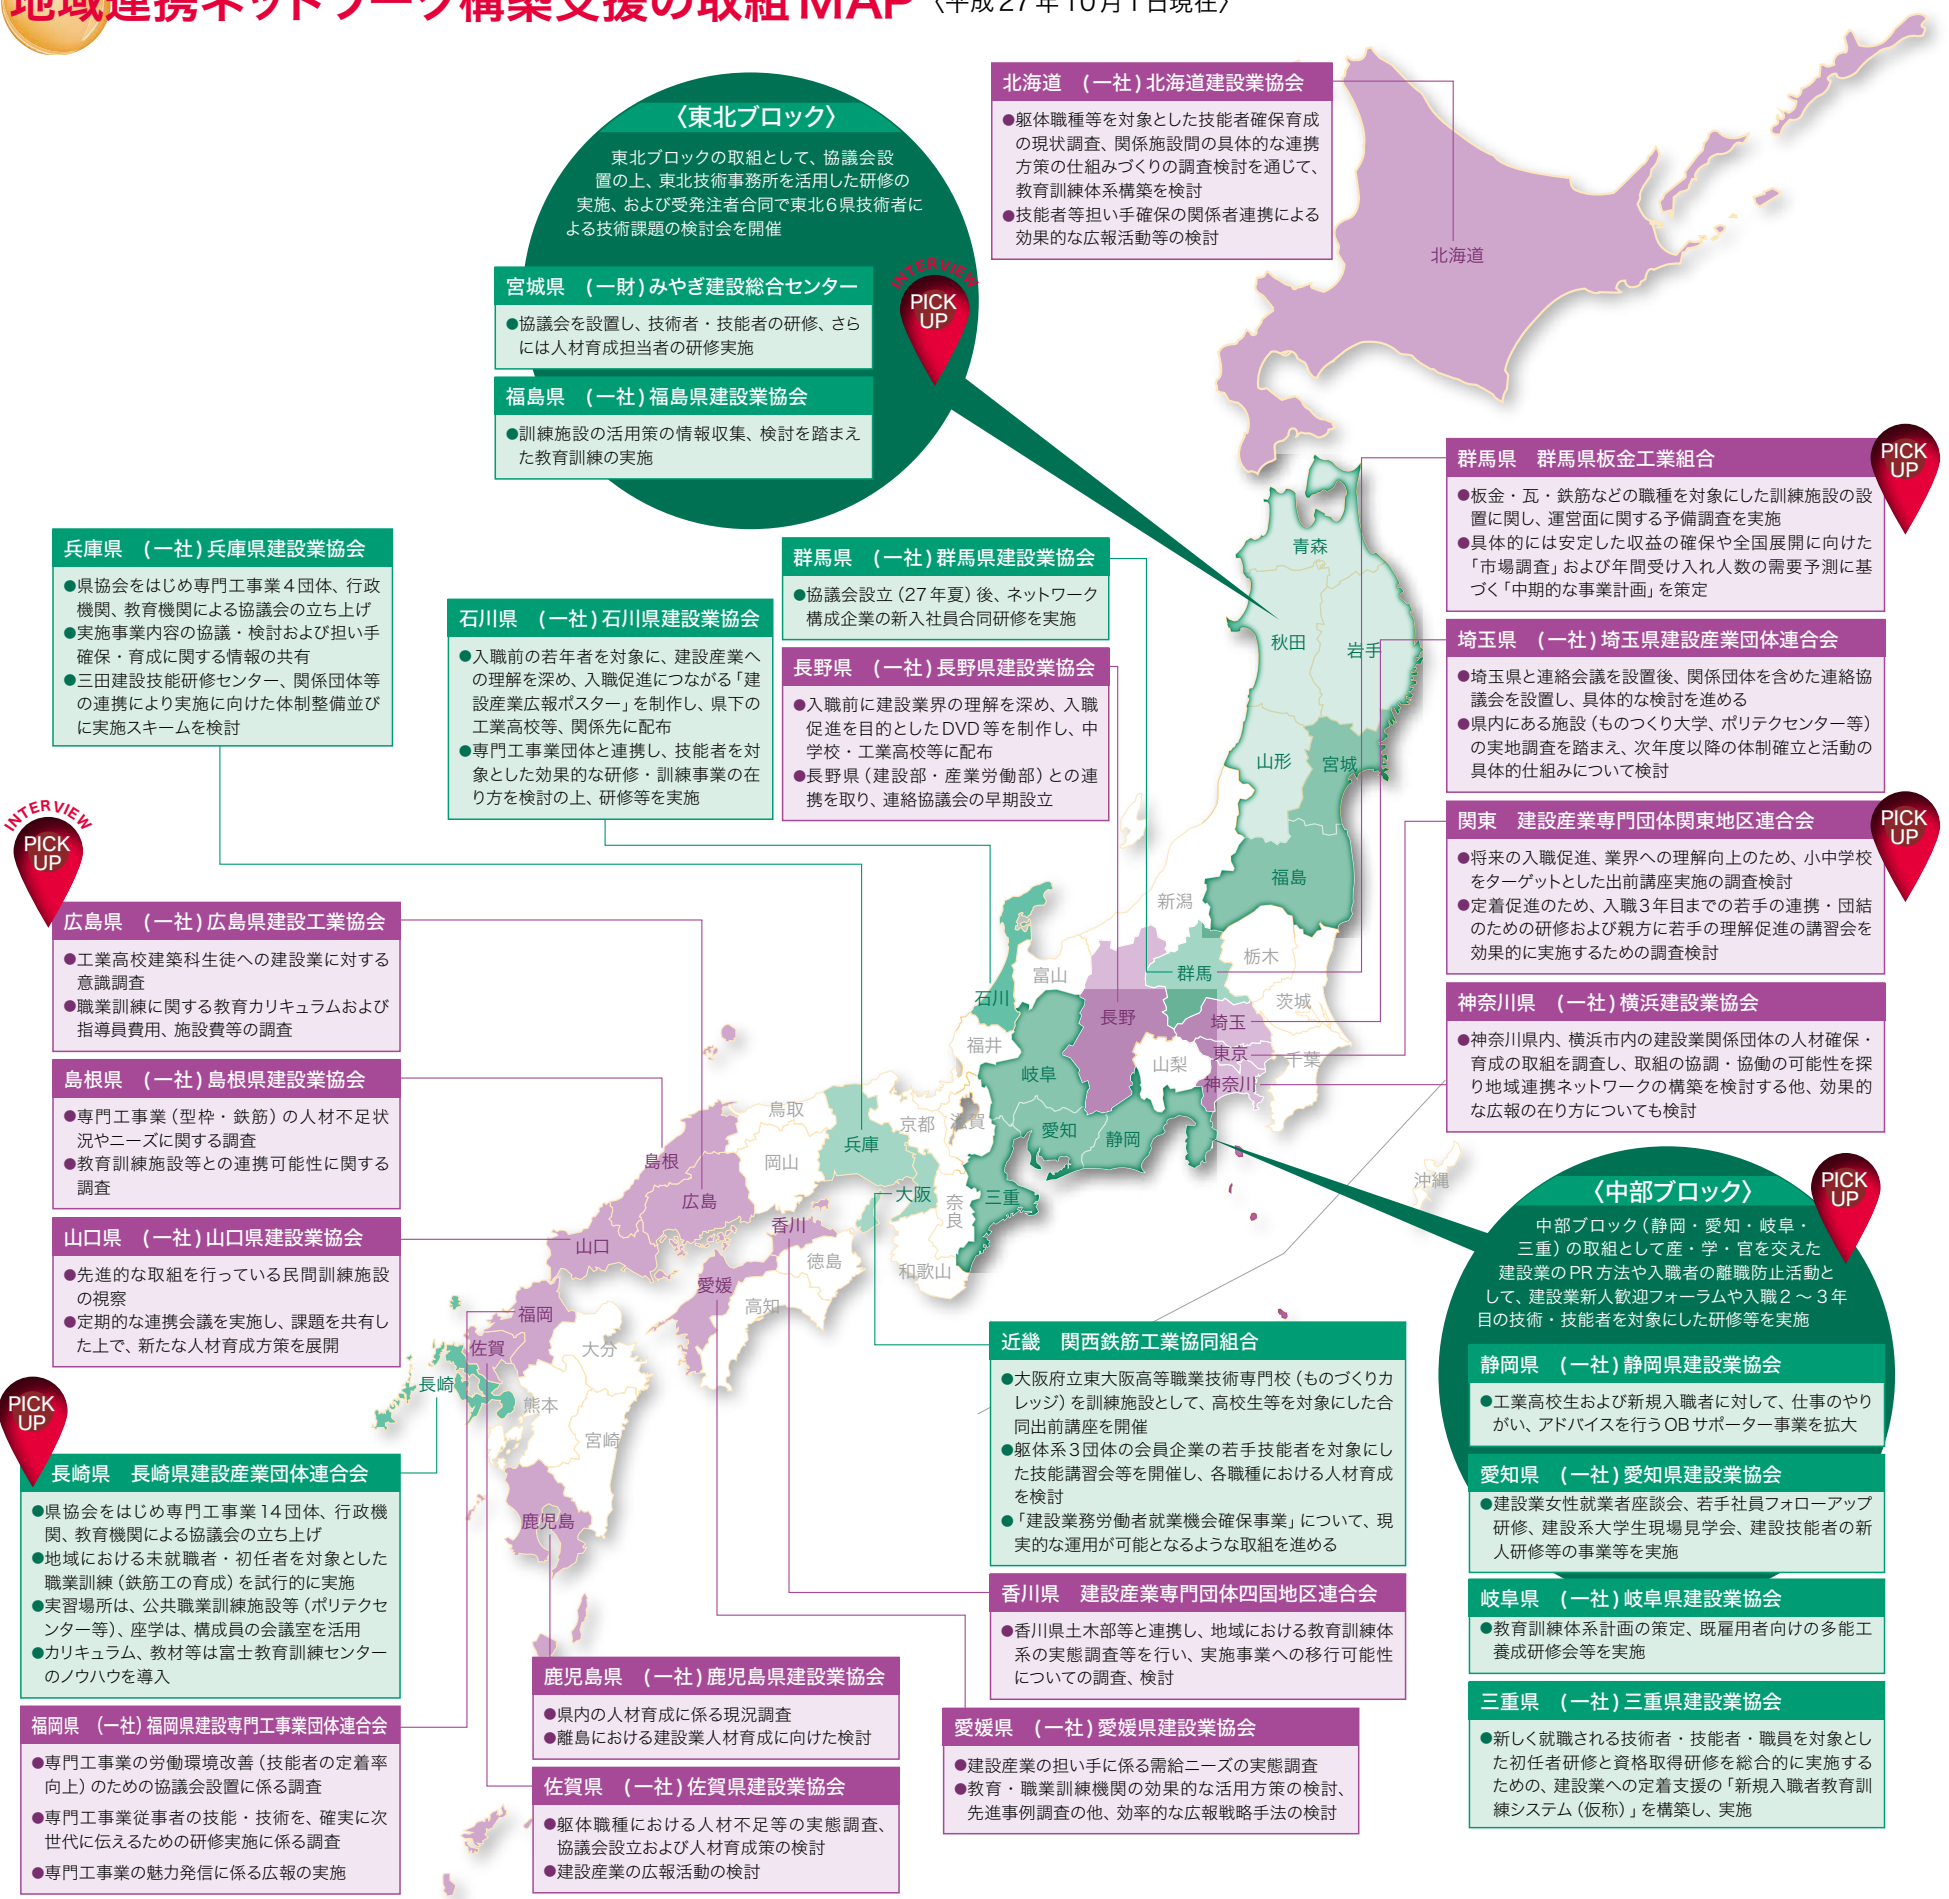 地域連携ネットワーク構築支援の取組MAP〈平成27年10月1日現在〉
〈東北ブロック〉
東北ブロックの取組として、協議会設
置の上、東北技術事務所を活用した研修の
実施、および受発注者合同で東北6県技術者に
よる技術課題の検討会を開催
INTERVIEW
PICK
UP
宮城県　(一財)みやぎ建設総合センター
●協議会を設置し、技術者・技能者の研修、さら
には人材育成担当者の研修実施
福島県　(一社)福島県建設業協会
●訓練施設の活用策の情報収集、検討を踏まえ
た教育訓練の実施
北海道　(一社)北海道建設業協会
●躯体職種等を対象とした技能者確保育成
の現状調査、関係施設間の具体的な連携
方策の仕組みづくりの調査検討を通じて、
教育訓練体系構築を検討
●技能者等担い手確保の関係者連携による
効果的な広報活動等の検討
北海道
群馬県　群馬県板金工業組合
PICK
UP
●板金・瓦・鉄筋などの職種を対象にした訓練施設の設
置に関し、運営面に関する予備調査を実施
●具体的には安定した収益の確保や全国展開に向けた
「市場調査」および年間受け入れ人数の需要予測に基
づく「中期的な事業計画」を策定
埼玉県　(一社)埼玉県建設産業団体連合会
●埼玉県と連絡会議を設置後、関係団体を含めた連絡協
議会を設置し、具体的な検討を進める
●県内にある施設(ものつくり大学、ポリテクセンター等)
の実地調査を踏まえ、次年度以降の体制確立と活動の
具体的仕組みについて検討
関東　建設産業専門団体関東地区連合会
PICK
UP
●将来の入職促進、業界への理解向上のため、小中学校
をターゲットとした出前講座実施の調査検討
●定着促進のため、入職3年目までの若手の連携・団結
のための研修および親方に若手の理解促進の講習会を
効果的に実施するための調査検討
神奈川県　(一社)横浜建設業協会
●神奈川県内、横浜市内の建設業関係団体の人材確保・
育成の取組を調査し、取組の協調・協働の可能性を探
り地域連携ネットワークの構築を検討する他、効果的
な広報の在り方についても検討
兵庫県　(一社)兵庫県建設業協会
●県協会をはじめ専門工事業4団体、行政
機関、教育機関による協議会の立ち上げ
●実施事業内容の協議・検討および担い手
確保・育成に関する情報の共有
●三田建設技能研修センター、関係団体等
の連携により実施に向けた体制整備並び
に実施スキームを検討
石川県　(一社)石川県建設業協会
●入職前の若年者を対象に、建設産業へ
の理解を深め、入職促進につながる「建
設産業広報ポスター」を制作し、県下の
工業高校等、関係先に配布
●専門工事業団体と連携し、技能者を対
象とした効果的な研修・訓練事業の在
り方を検討の上、研修等を実施
群馬県　(一社)群馬県建設業協会
●協議会設立(27年夏)後、ネットワーク
構成企業の新入社員合同研修を実施
長野県　(一社)長野県建設業協会
●入職前に建設業界の理解を深め、入職
促進を目的としたDVD等を制作し、中
学校・工業高校等に配布
●長野県(建設部・産業労働部)との連
携を取り、連絡協議会の早期設立
INTERVIEW
PICK
UP
広島県　(一社)広島県建設工業協会
●工業高校建築科生徒への建設業に対する
意識調査
●職業訓練に関する教育カリキュラムおよび
指導員費用、施設費等の調査
島根県　(一社)島根県建設業協会
●専門工事業(型枠・鉄筋)の人材不足状
況やニーズに関する調査
●教育訓練施設等との連携可能性に関する
調査
山口県　(一社)山口県建設業協会
●先進的な取組を行っている民間訓練施設
の視察
●定期的な連携会議を実施し、課題を共有し
た上で、新たな人材育成方策を展開
PICK
UP
長崎県　長崎県建設産業団体連合会
●県協会をはじめ専門工事業14団体、行政機
関、教育機関による協議会の立ち上げ
●地域における未就職者・初任者を対象とした
職業訓練(鉄筋工の育成)を試行的に実施
●実習場所は、公共職業訓練施設等(ポリテクセ
ンター等)、座学は、構成員の会議室を活用
●カリキュラム、教材等は富士教育訓練センター
のノウハウを導入
福岡県　(一社)福岡県建設専門工事業団体連合会
●専門工事業の労働環境改善(技能者の定着率
向上)のための協議会設置に係る調査
●専門工事業従事者の技能・技術を、確実に次
世代に伝えるための研修実施に係る調査
●専門工事業の魅力発信に係る広報の実施
鹿児島県　(一社)鹿児島県建設業協会
●県内の人材育成に係る現況調査
●離島における建設業人材育成に向けた検討
佐賀県　(一社)佐賀県建設業協会
●躯体職種における人材不足等の実態調査、
協議会設立および人材育成策の検討
●建設産業の広報活動の検討
近畿　関西鉄筋工業協同組合
●大阪府立東大阪高等職業技術専門校(ものづくりカ
レッジ)を訓練施設として、高校生等を対象にした合
同出前講座を開催
●躯体系3団体の会員企業の若手技能者を対象にし
た技能講習会等を開催し、各職種における人材育成
を検討
●「建設業務労働者就業機会確保事業」について、現
実的な運用が可能となるような取組を進める
香川県　建設産業専門団体四国地区連合会
●香川県土木部等と連携し、地域における教育訓練体
系の実態調査等を行い、実施事業への移行可能性
についての調査、検討
愛媛県　(一社)愛媛県建設業協会
●建設産業の担い手に係る需給ニーズの実態調査
●教育・職業訓練機関の効果的な活用方策の検討、
先進事例調査の他、効率的な広報戦略手法の検討
〈中部ブロック〉
PICK
UP
中部ブロック(静岡・愛知・岐阜・
三重)の取組として産・学・官を交えた
建設業のPR方法や入職者の離職防止活動と
して、建設業新人歓迎フォーラムや入職2～3年
目の技術・技能者を対象にした研修等を実施
静岡県　(一社)静岡県建設業協会
●工業高校生および新規入職者に対して、仕事のやり
がい、アドバイスを行うOBサポーター事業を拡大
愛知県　(一社)愛知県建設業協会
●建設業女性就業者座談会、若手社員フォローアップ
研修、建設系大学生現場見学会、建設技能者の新
人研修等の事業等を実施
岐阜県　(一社)岐阜県建設業協会
●教育訓練体系計画の策定、既雇用者向けの多能工
養成研修会等を実施
三重県　(一社)三重県建設業協会
●新しく就職される技術者・技能者・職員を対象とし
た初任者研修と資格取得研修を総合的に実施する
ための、建設業への定着支援の「新規入職者教育訓
練システム(仮称)」を構築し、実施
青森
秋田
岩手
山形
宮城
福島
新潟
栃木
群馬
富山
石川
茨城
長野
埼玉
福井
東京
千葉
山梨
岐阜
神奈川
鳥取
京都
滋賀
愛知
静岡
兵庫
島根
岡山
大阪
奈良
三重
広島
香川
山口
徳島
和歌山
愛媛
高知
福岡
佐賀
大分
長崎
熊本
宮崎
鹿児島
沖縄